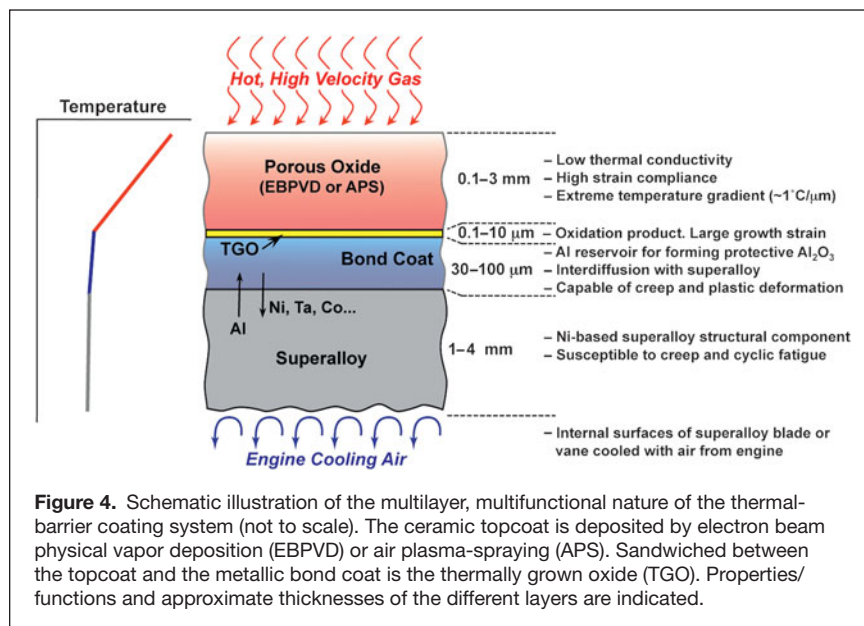 Hot, High Velocity Gas
Temperature
Porous Oxide
(EBPVD or APS)
0.1–3 mm
– Low thermal conductivity
– High strain compliance
– Extreme temperature gradient (~1˚C/μm)
TGO
0.1–10 μm
– Oxidation product. Large growth strain
Bond Coat
30–100 μm
– Al reservoir for forming protective Al₂O₃
– Interdiffusion with superalloy
– Capable of creep and plastic deformation
Ni, Ta, Co...
Al
Superalloy
1–4 mm
– Ni-based superalloy structural component
– Susceptible to creep and cyclic fatigue
Engine Cooling Air
– Internal surfaces of superalloy blade or
vane cooled with air from engine
Figure 4. Schematic illustration of the multilayer, multifunctional nature of the thermal-
barrier coating system (not to scale). The ceramic topcoat is deposited by electron beam
physical vapor deposition (EBPVD) or air plasma-spraying (APS). Sandwiched between
the topcoat and the metallic bond coat is the thermally grown oxide (TGO). Properties/
functions and approximate thicknesses of the different layers are indicated.